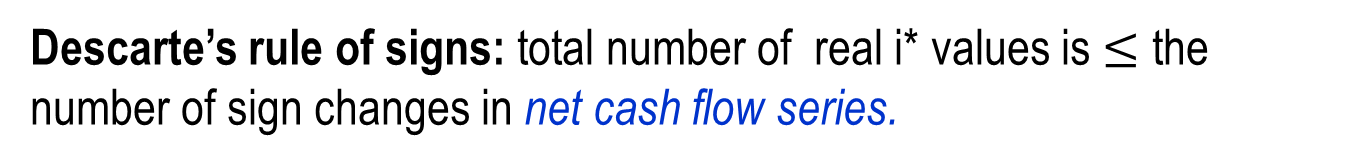 Descarte’s rule of signs: total number of  real i* values is ≤ the
number of sign changes in net cash flow series.